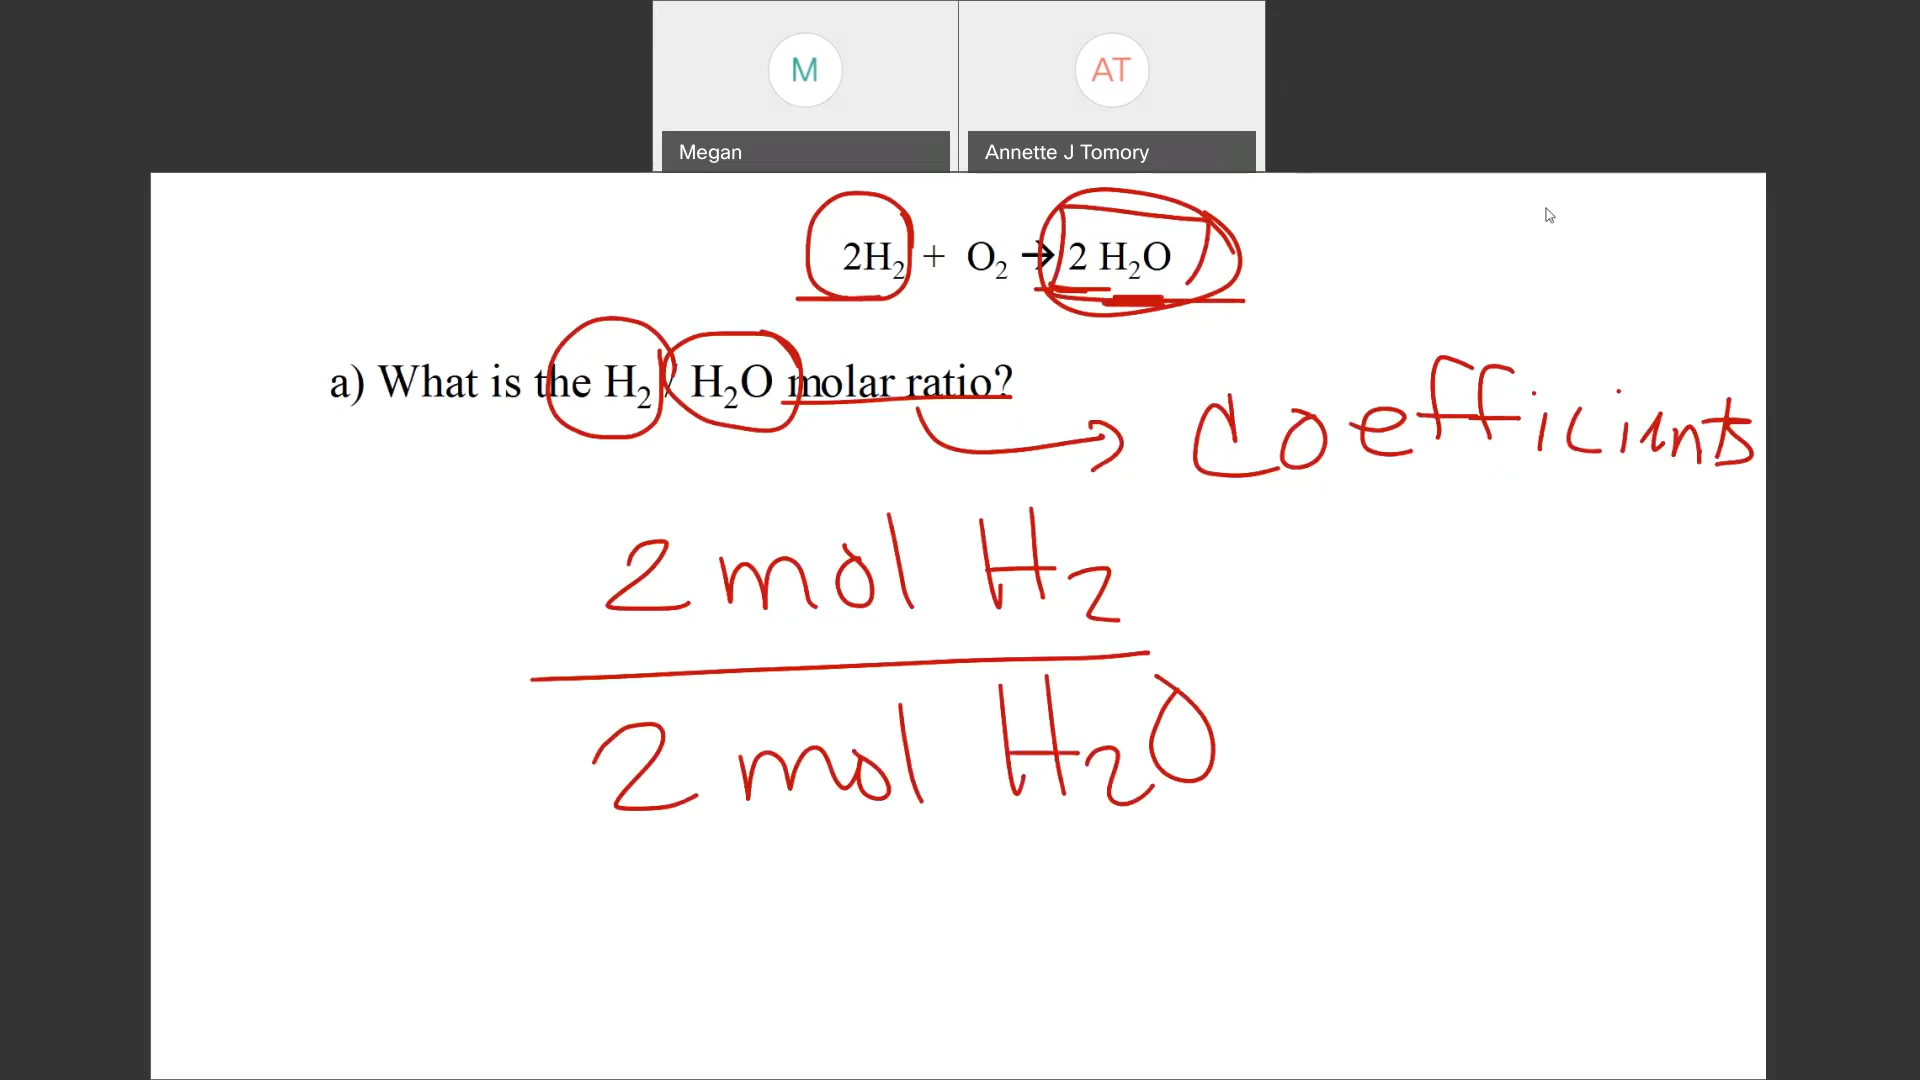 M
AT
Megan
Annette J Tomory
2H₂ + O₂ → 2 H₂O
a) What is the H₂ / H₂O molar ratio?
Coefficients
2 mol H₂
2 mol H₂O